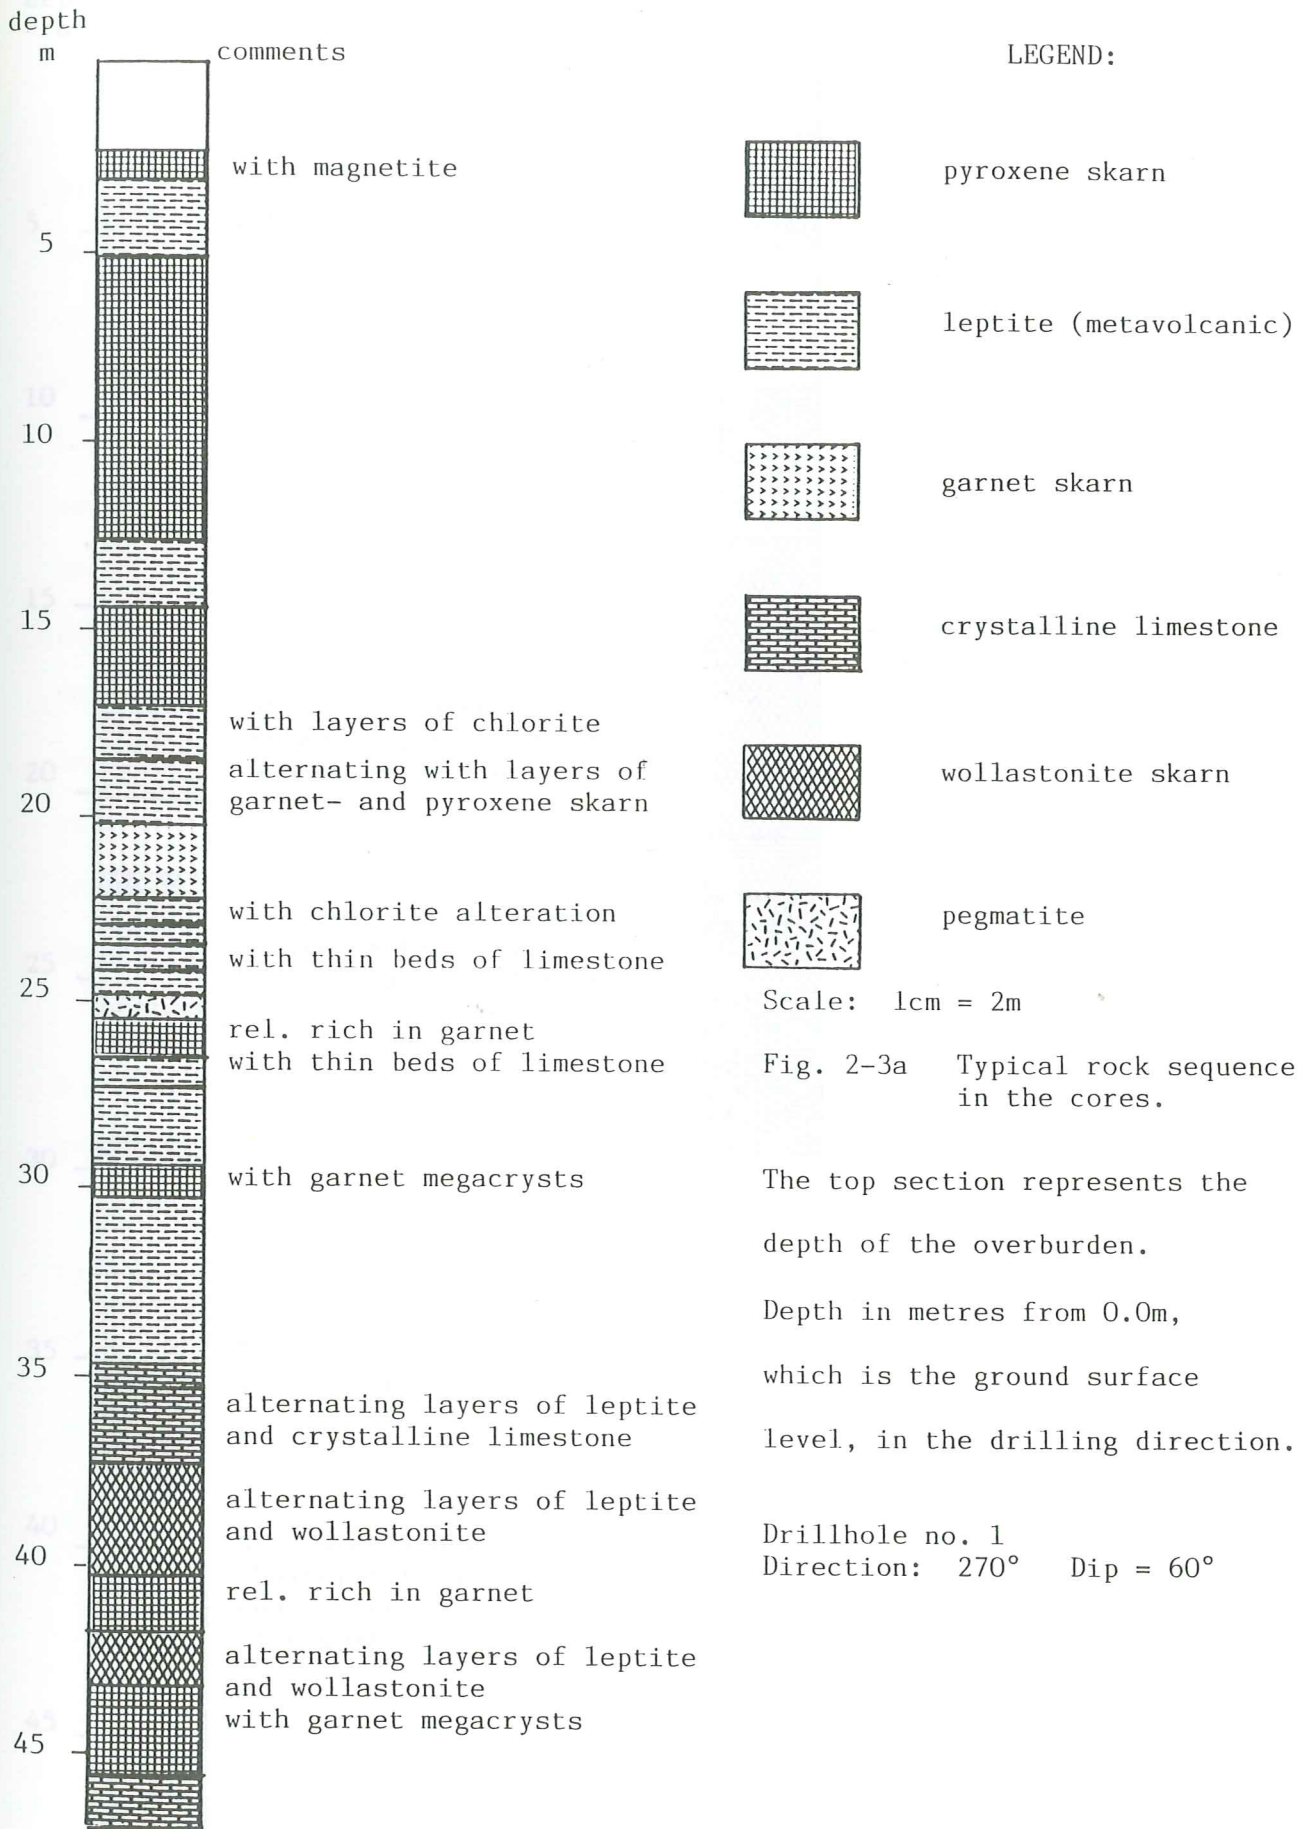 depth
m
comments
with magnetite
5
10
15
with layers of chlorite
alternating with layers of
garnet- and pyroxene skarn
20
with chlorite alteration
with thin beds of limestone
25
rel. rich in garnet
with thin beds of limestone
30
with garnet megacrysts
35
alternating layers of leptite
and crystalline limestone
alternating layers of leptite
and wollastonite
40
rel. rich in garnet
alternating layers of leptite
and wollastonite
with garnet megacrysts
45
LEGEND:
pyroxene skarn
leptite (metavolcanic)
garnet skarn
crystalline limestone
wollastonite skarn
pegmatite
Scale: 1cm = 2m
Fig. 2-3a Typical rock sequence
in the cores.
The top section represents the
depth of the overburden.
Depth in metres from 0.0m,
which is the ground surface
level, in the drilling direction.
Drillhole no. 1
Direction: 270° Dip = 60°